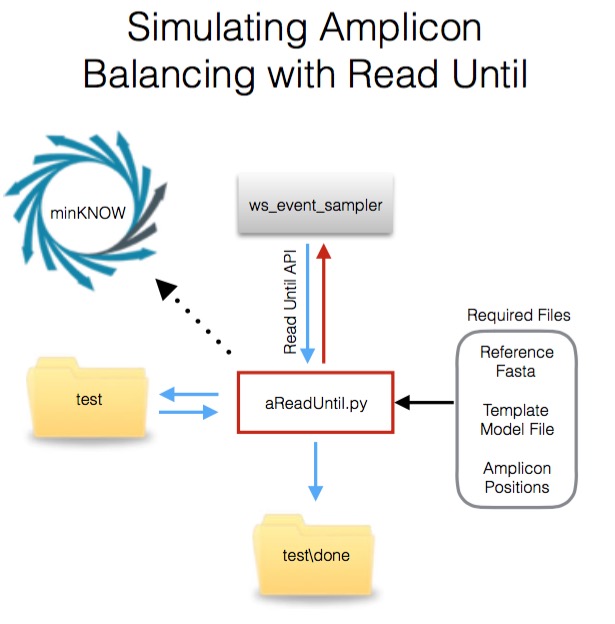 Simulating Amplicon
Balancing with Read Until
minKNOW
ws_event_sampler
Read Until API
Required Files
Reference
Fasta
Template
Model File
Amplicon
Positions
test
aReadUntil.py
test\done